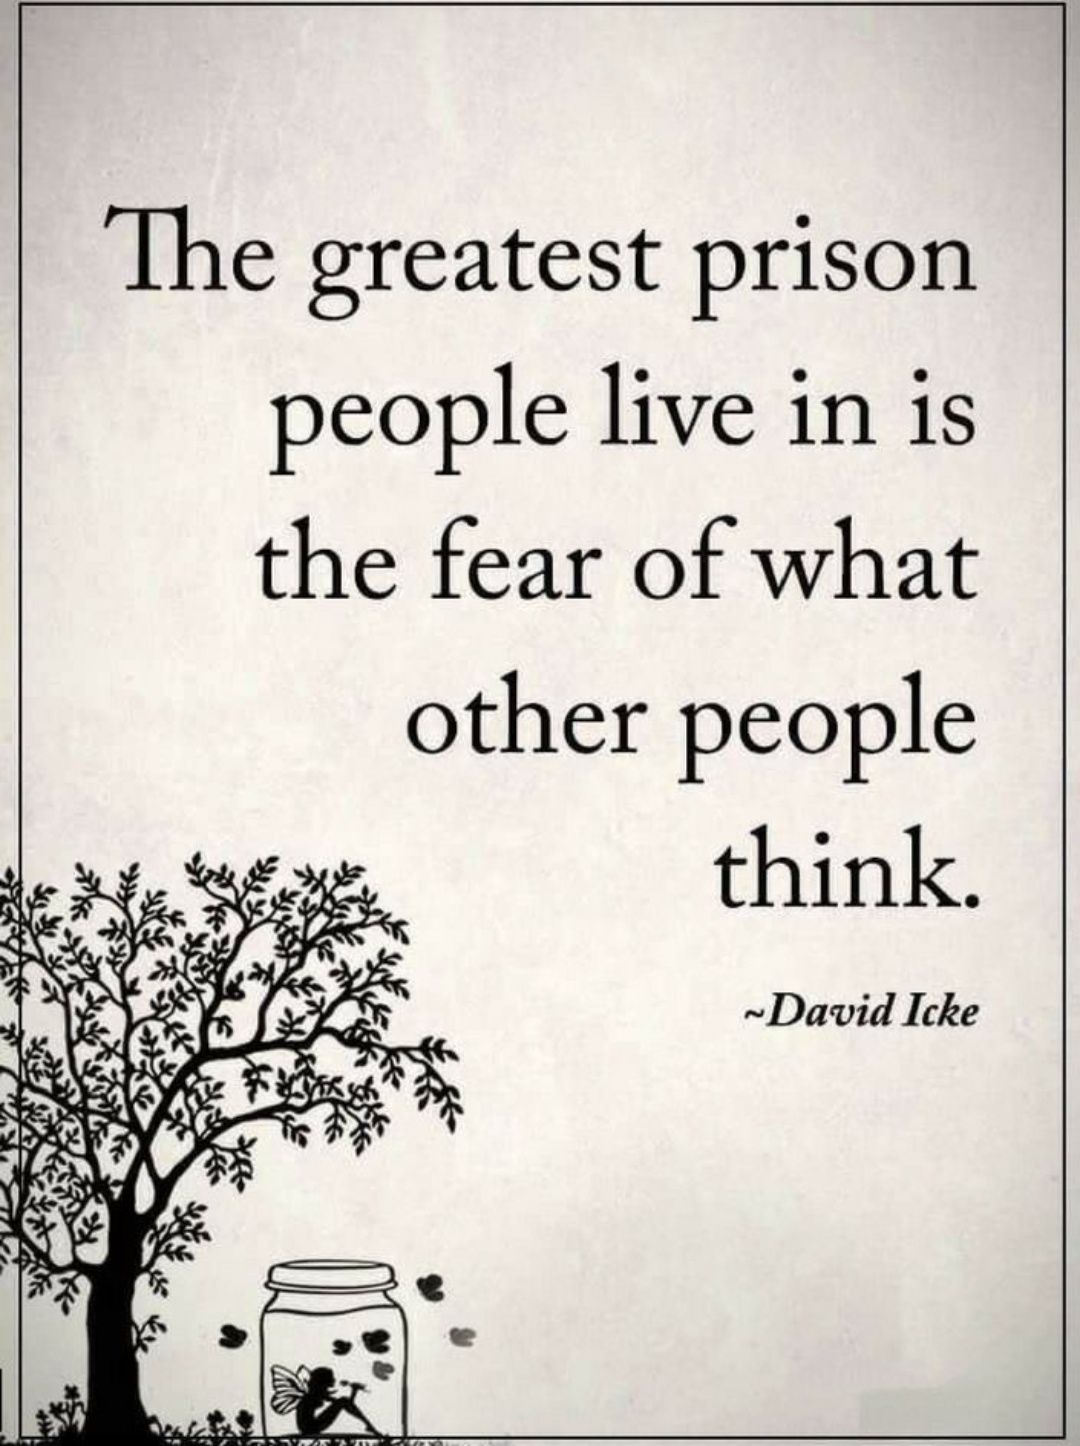 The greatest prison
people live in is
the fear of what
other people
think.
~David Icke